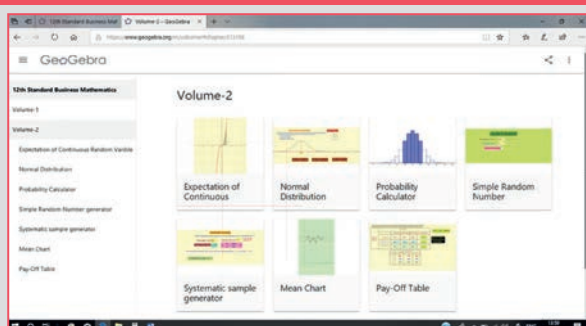 12th Standard Business Mat
Volume-2 – GeoGebra
GeoGebra
12th Standard Business Mathematics
Volume-1
Volume-2
Expectation of Continuous Random Varible
Normal Distribution
Probability Calculator
Simple Random Number generator
Systematic sample generator
Mean Chart
Pay-Off Table
Volume-2
Expectation of
Continuous
Normal
Distribution
Probability
Calculator
Simple Random
Number
Systematic sample
generator
Mean Chart
Pay-Off Table